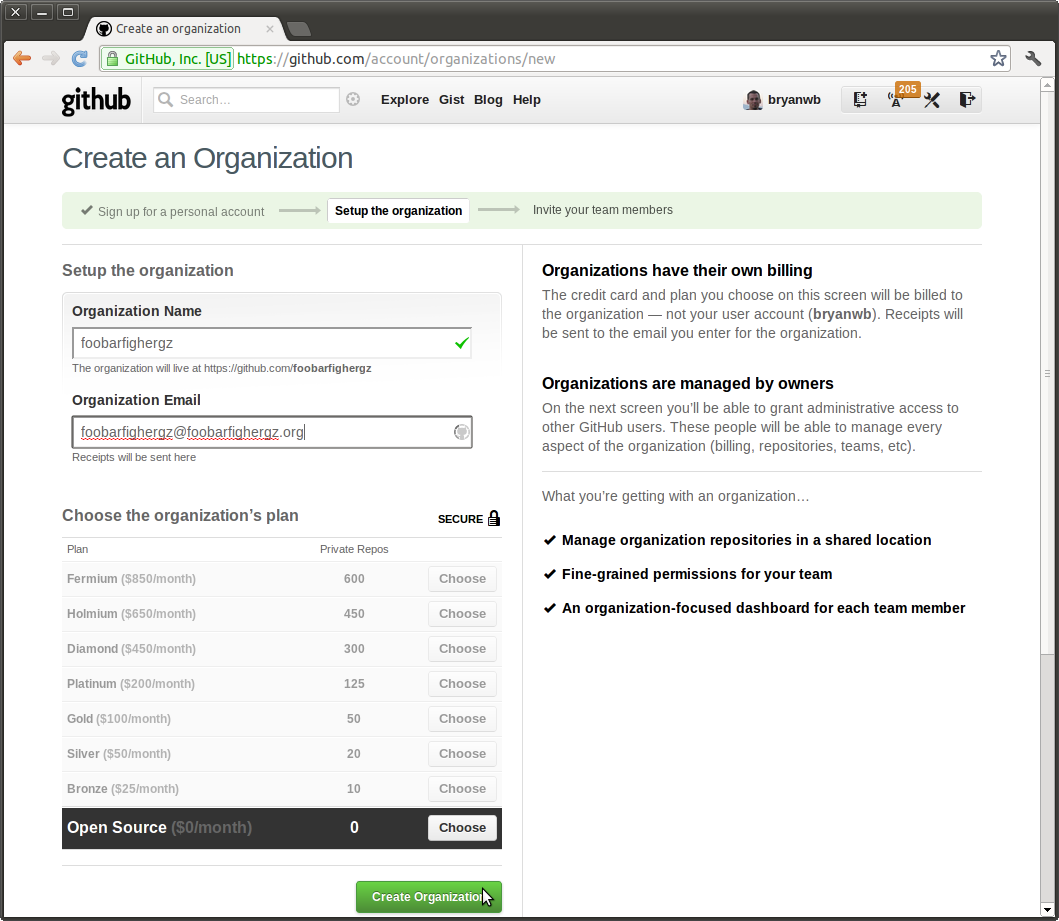 Create an organization
GitHub, Inc. [US] https://github.com/account/organizations/new
github
Search…
Explore Gist Blog Help
bryanwb
205
Create an Organization
Sign up for a personal account
Setup the organization
Invite your team members
Setup the organization
Organization Name
foobarfighergz
The organization will live at https://github.com/foobarfighergz
Organization Email
foobarfighergz@foobarfighergz.org
Receipts will be sent here
Choose the organization’s plan
SECURE
Plan Private Repos
Fermium ($850/month) 600 Choose
Holmium ($650/month) 450 Choose
Diamond ($450/month) 300 Choose
Platinum ($200/month) 125 Choose
Gold ($100/month) 50 Choose
Silver ($50/month) 20 Choose
Bronze ($25/month) 10 Choose
Open Source ($0/month) 0 Choose
Create Organization
Organizations have their own billing
The credit card and plan you choose on this screen will be billed to
the organization — not your user account (bryanwb). Receipts will
be sent to the email you enter for the organization.
Organizations are managed by owners
On the next screen you’ll be able to grant administrative access to
other GitHub users. These people will be able to manage every
aspect of the organization (billing, repositories, teams, etc).
What you’re getting with an organization…
Manage organization repositories in a shared location
Fine-grained permissions for your team
An organization-focused dashboard for each team member